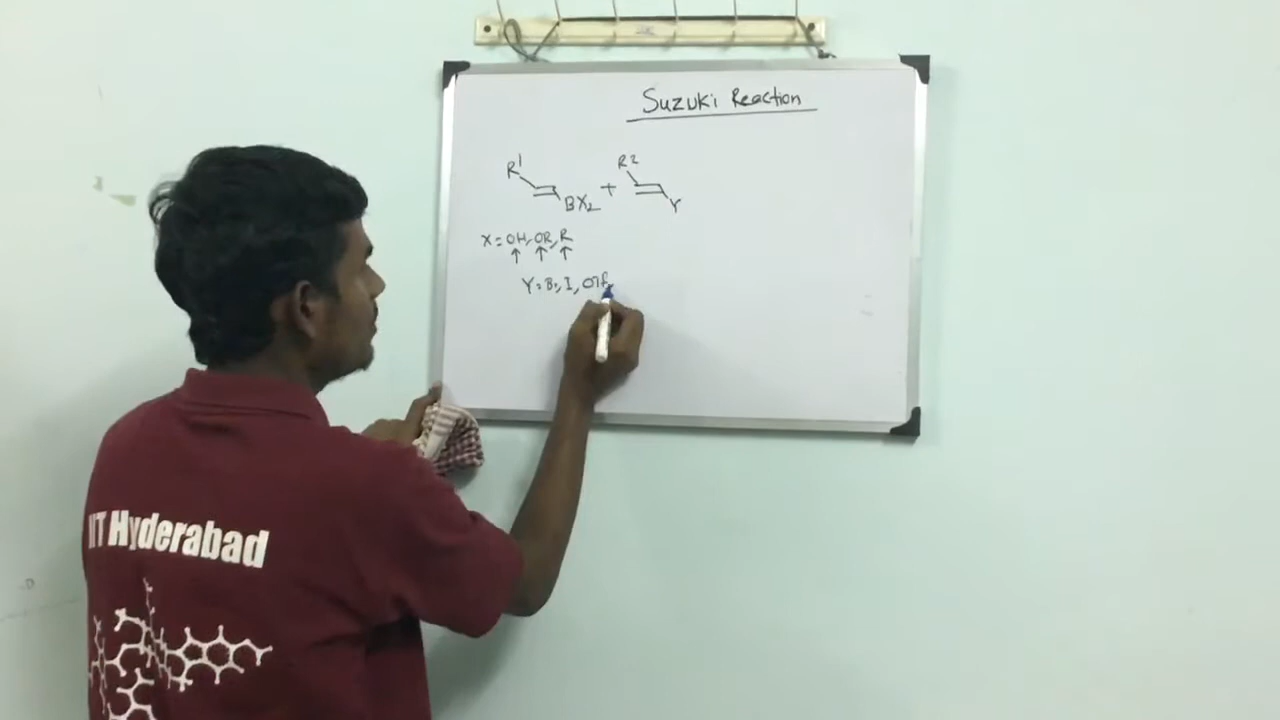 Suzuki Reaction
R1 BX2 + R2 Y
X = OH, OR, R
Y = Br, I, OTf,
IIT Hyderabad